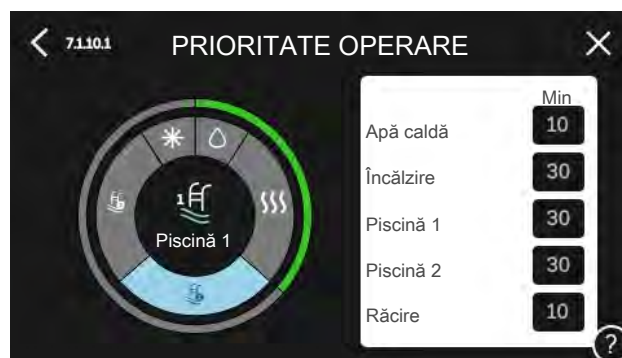 7.1.10.1 PRIORITATE OPERARE
Min
Apă caldă 10
Încălzire 30
Piscină 1 30
Piscină 2 30
Răcire 10
1
Piscină 1
?